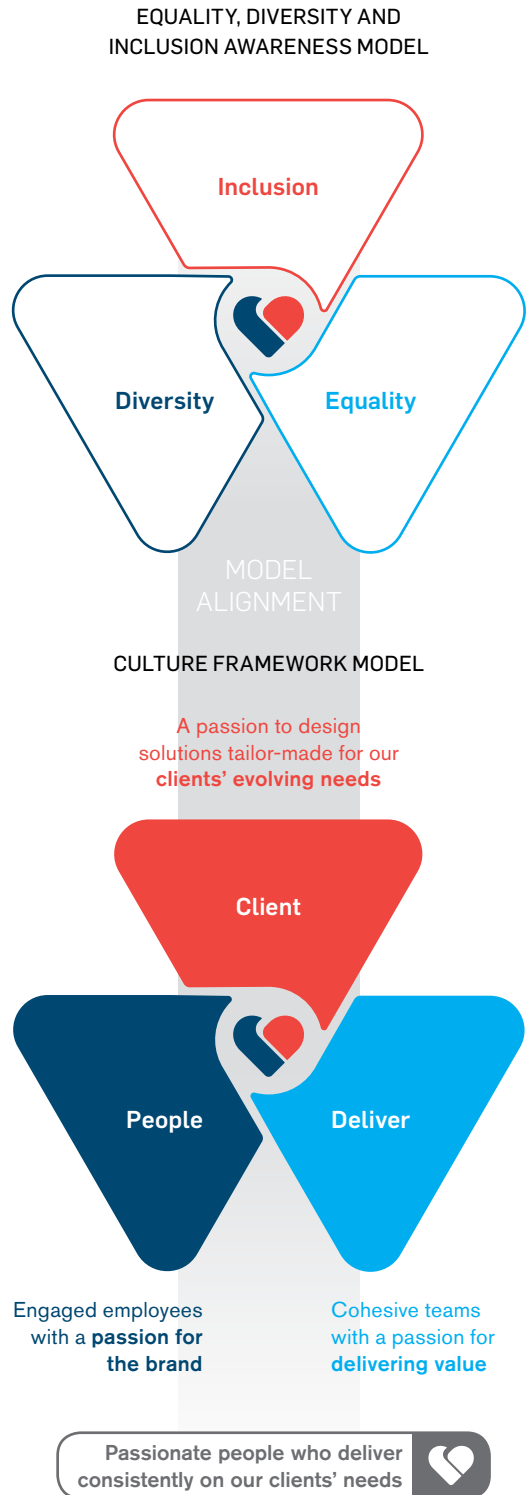 EQUALITY, DIVERSITY AND
INCLUSION AWARENESS MODEL
Inclusion
Diversity
Equality
MODEL
ALIGNMENT
CULTURE FRAMEWORK MODEL
A passion to design
solutions tailor-made for our
clients’ evolving needs
Client
People
Deliver
Engaged employees
with a passion for
the brand
Cohesive teams
with a passion for
delivering value
Passionate people who deliver
consistently on our clients’ needs